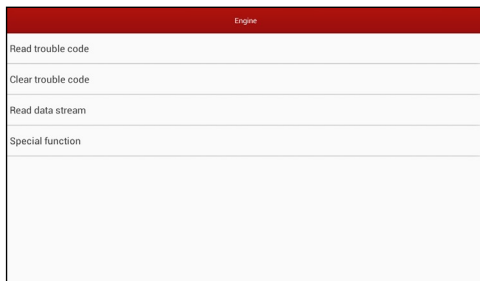 Engine
Read trouble code
Clear trouble code
Read data stream
Special function